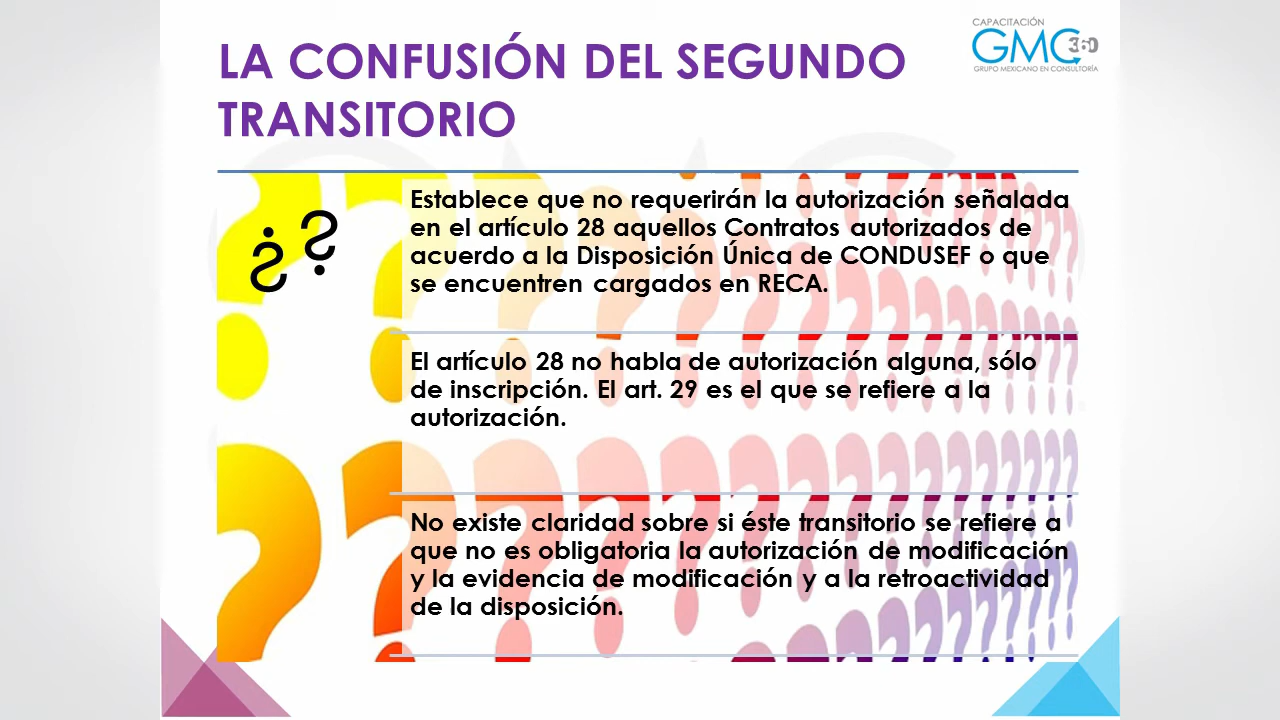 CAPACITACIÓN
GMC 360
GRUPO MEXICANO EN CONSULTORÍA
LA CONFUSIÓN DEL SEGUNDO
TRANSITORIO
¿?
Establece que no requerirán la autorización señalada
en el artículo 28 aquellos Contratos autorizados de
acuerdo a la Disposición Única de CONDUSEF o que
se encuentren cargados en RECA.
El artículo 28 no habla de autorización alguna, sólo
de inscripción. El art. 29 es el que se refiere a la
autorización.
No existe claridad sobre si éste transitorio se refiere a
que no es obligatoria la autorización de modificación
y la evidencia de modificación y a la retroactividad
de la disposición.